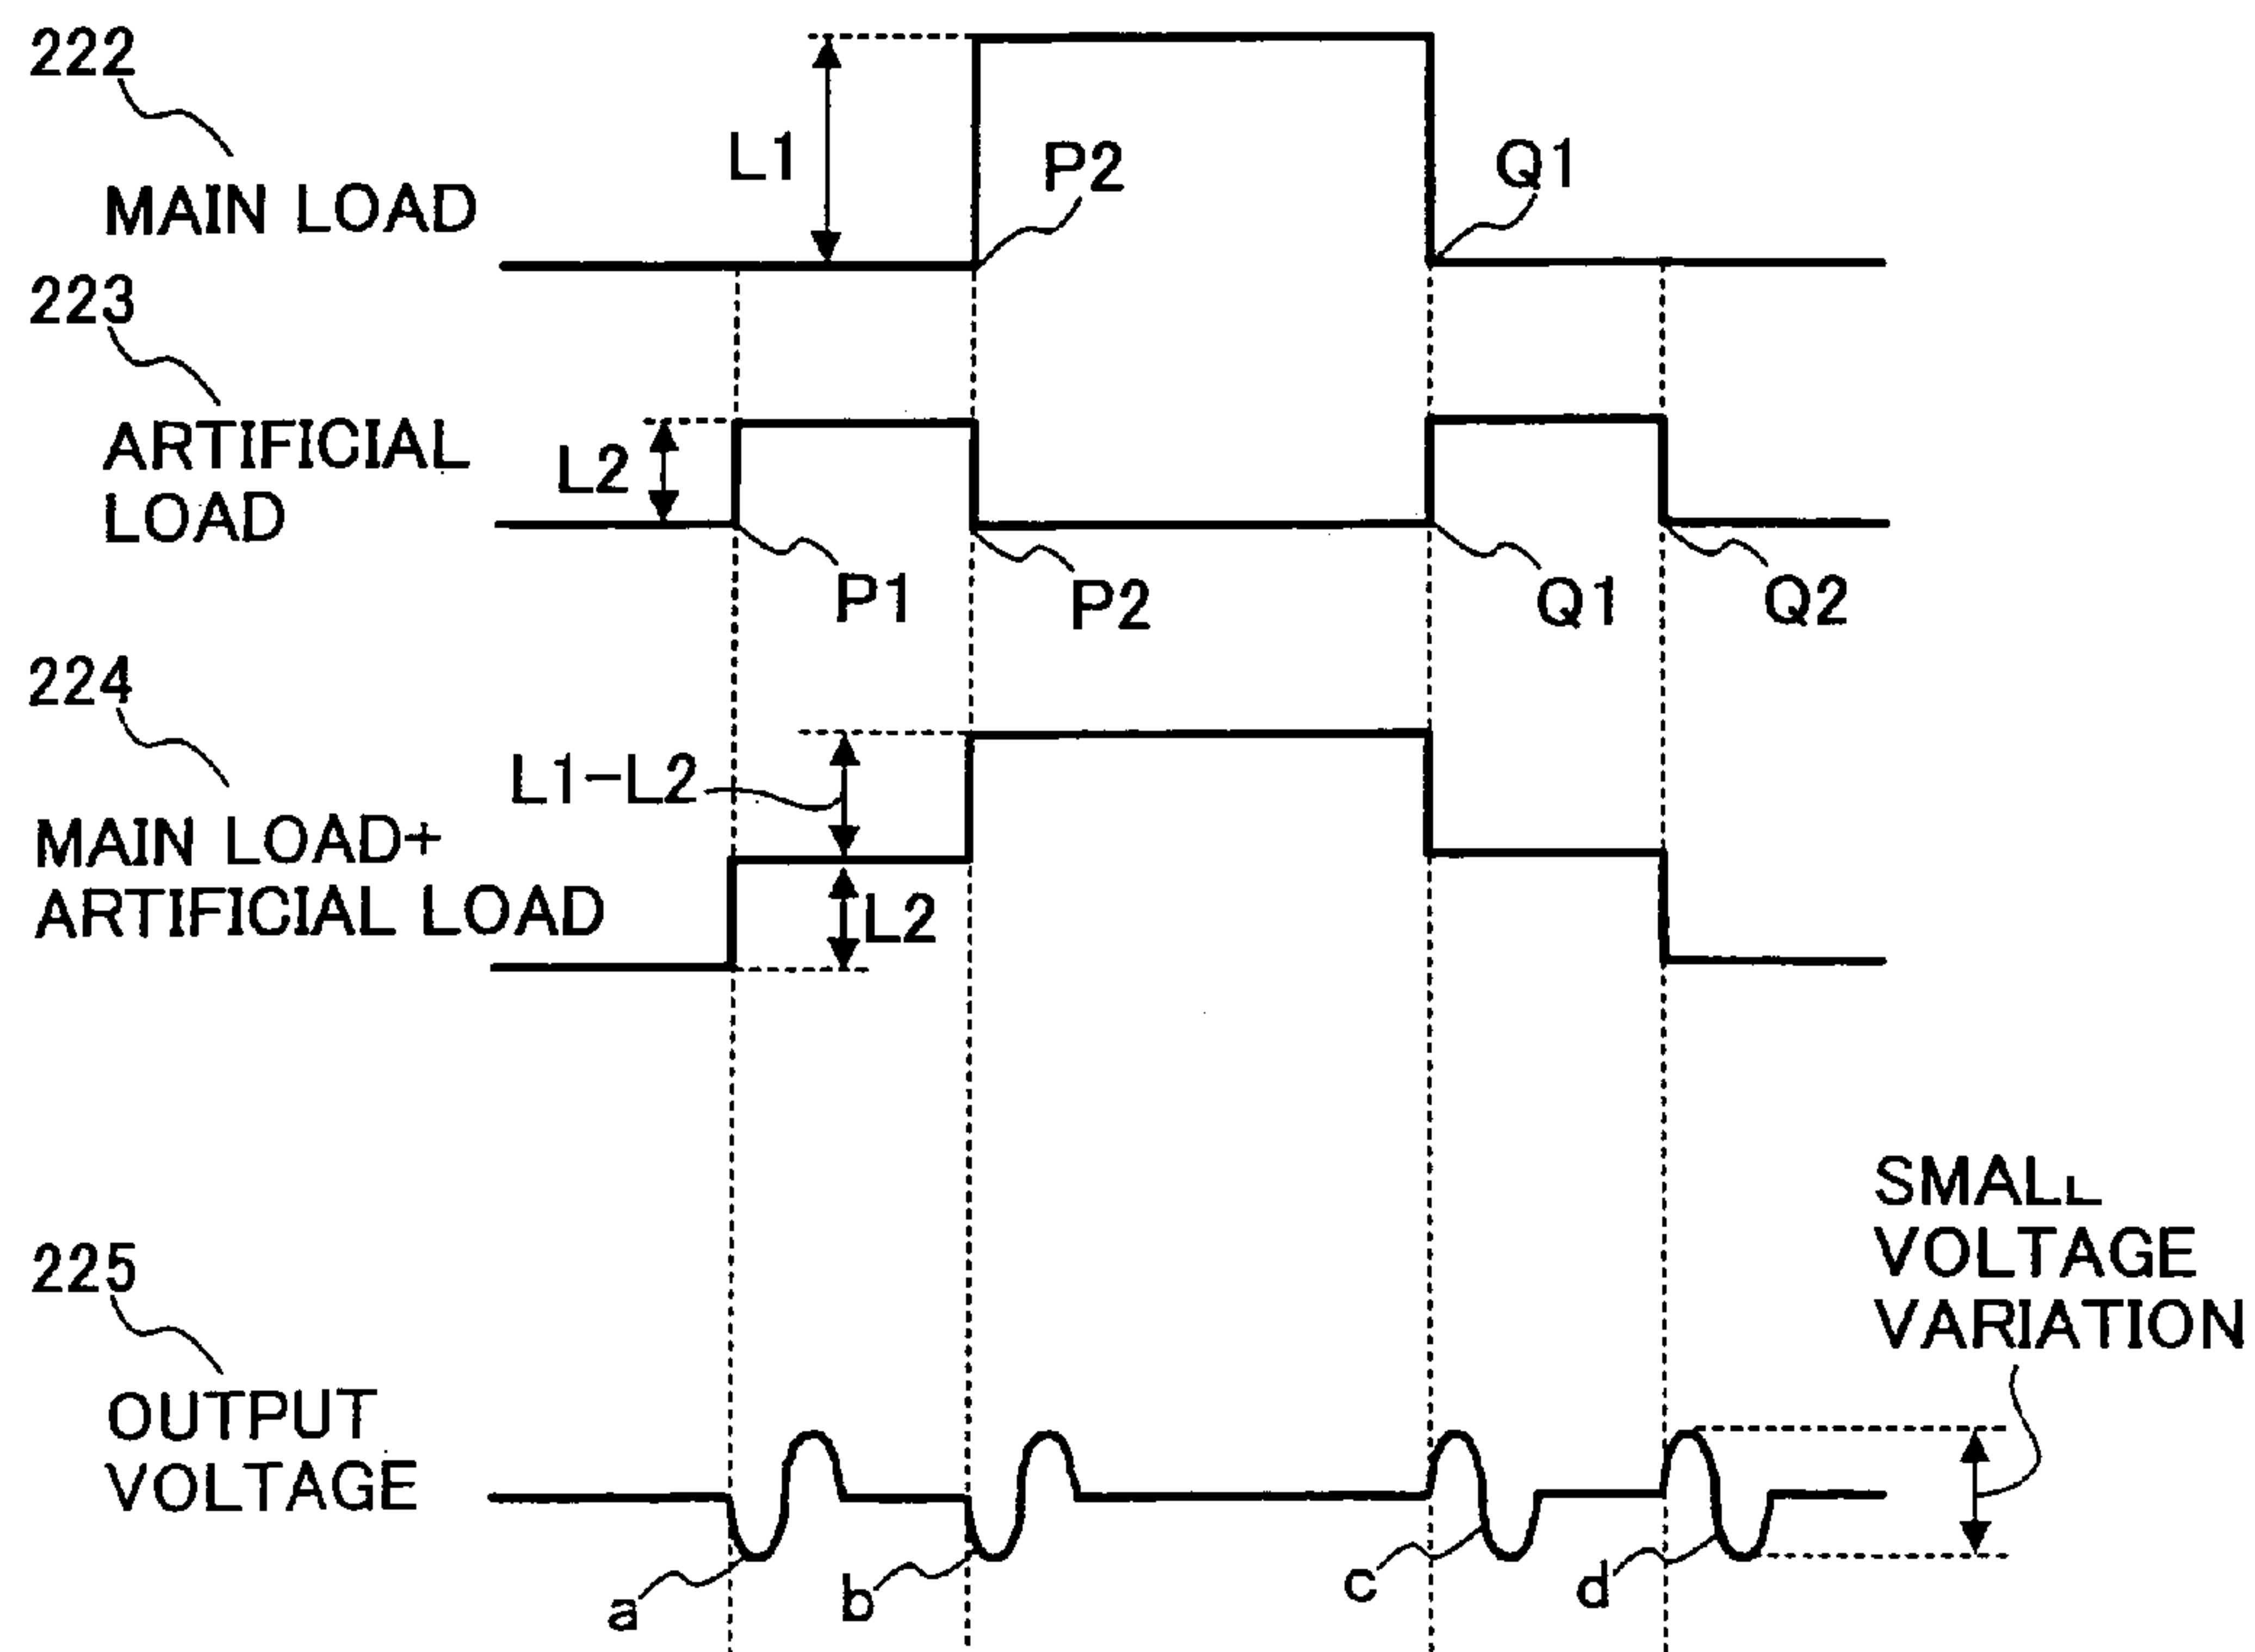 222
MAIN LOAD
L1
P2
Q1
223
ARTIFICIAL
LOAD
L2
P1
P2
Q1
Q2
224
MAIN LOAD+
ARTIFICIAL LOAD
L1-L2
L2
225
OUTPUT
VOLTAGE
a
b
c
d
SMALL
VOLTAGE
VARIATION